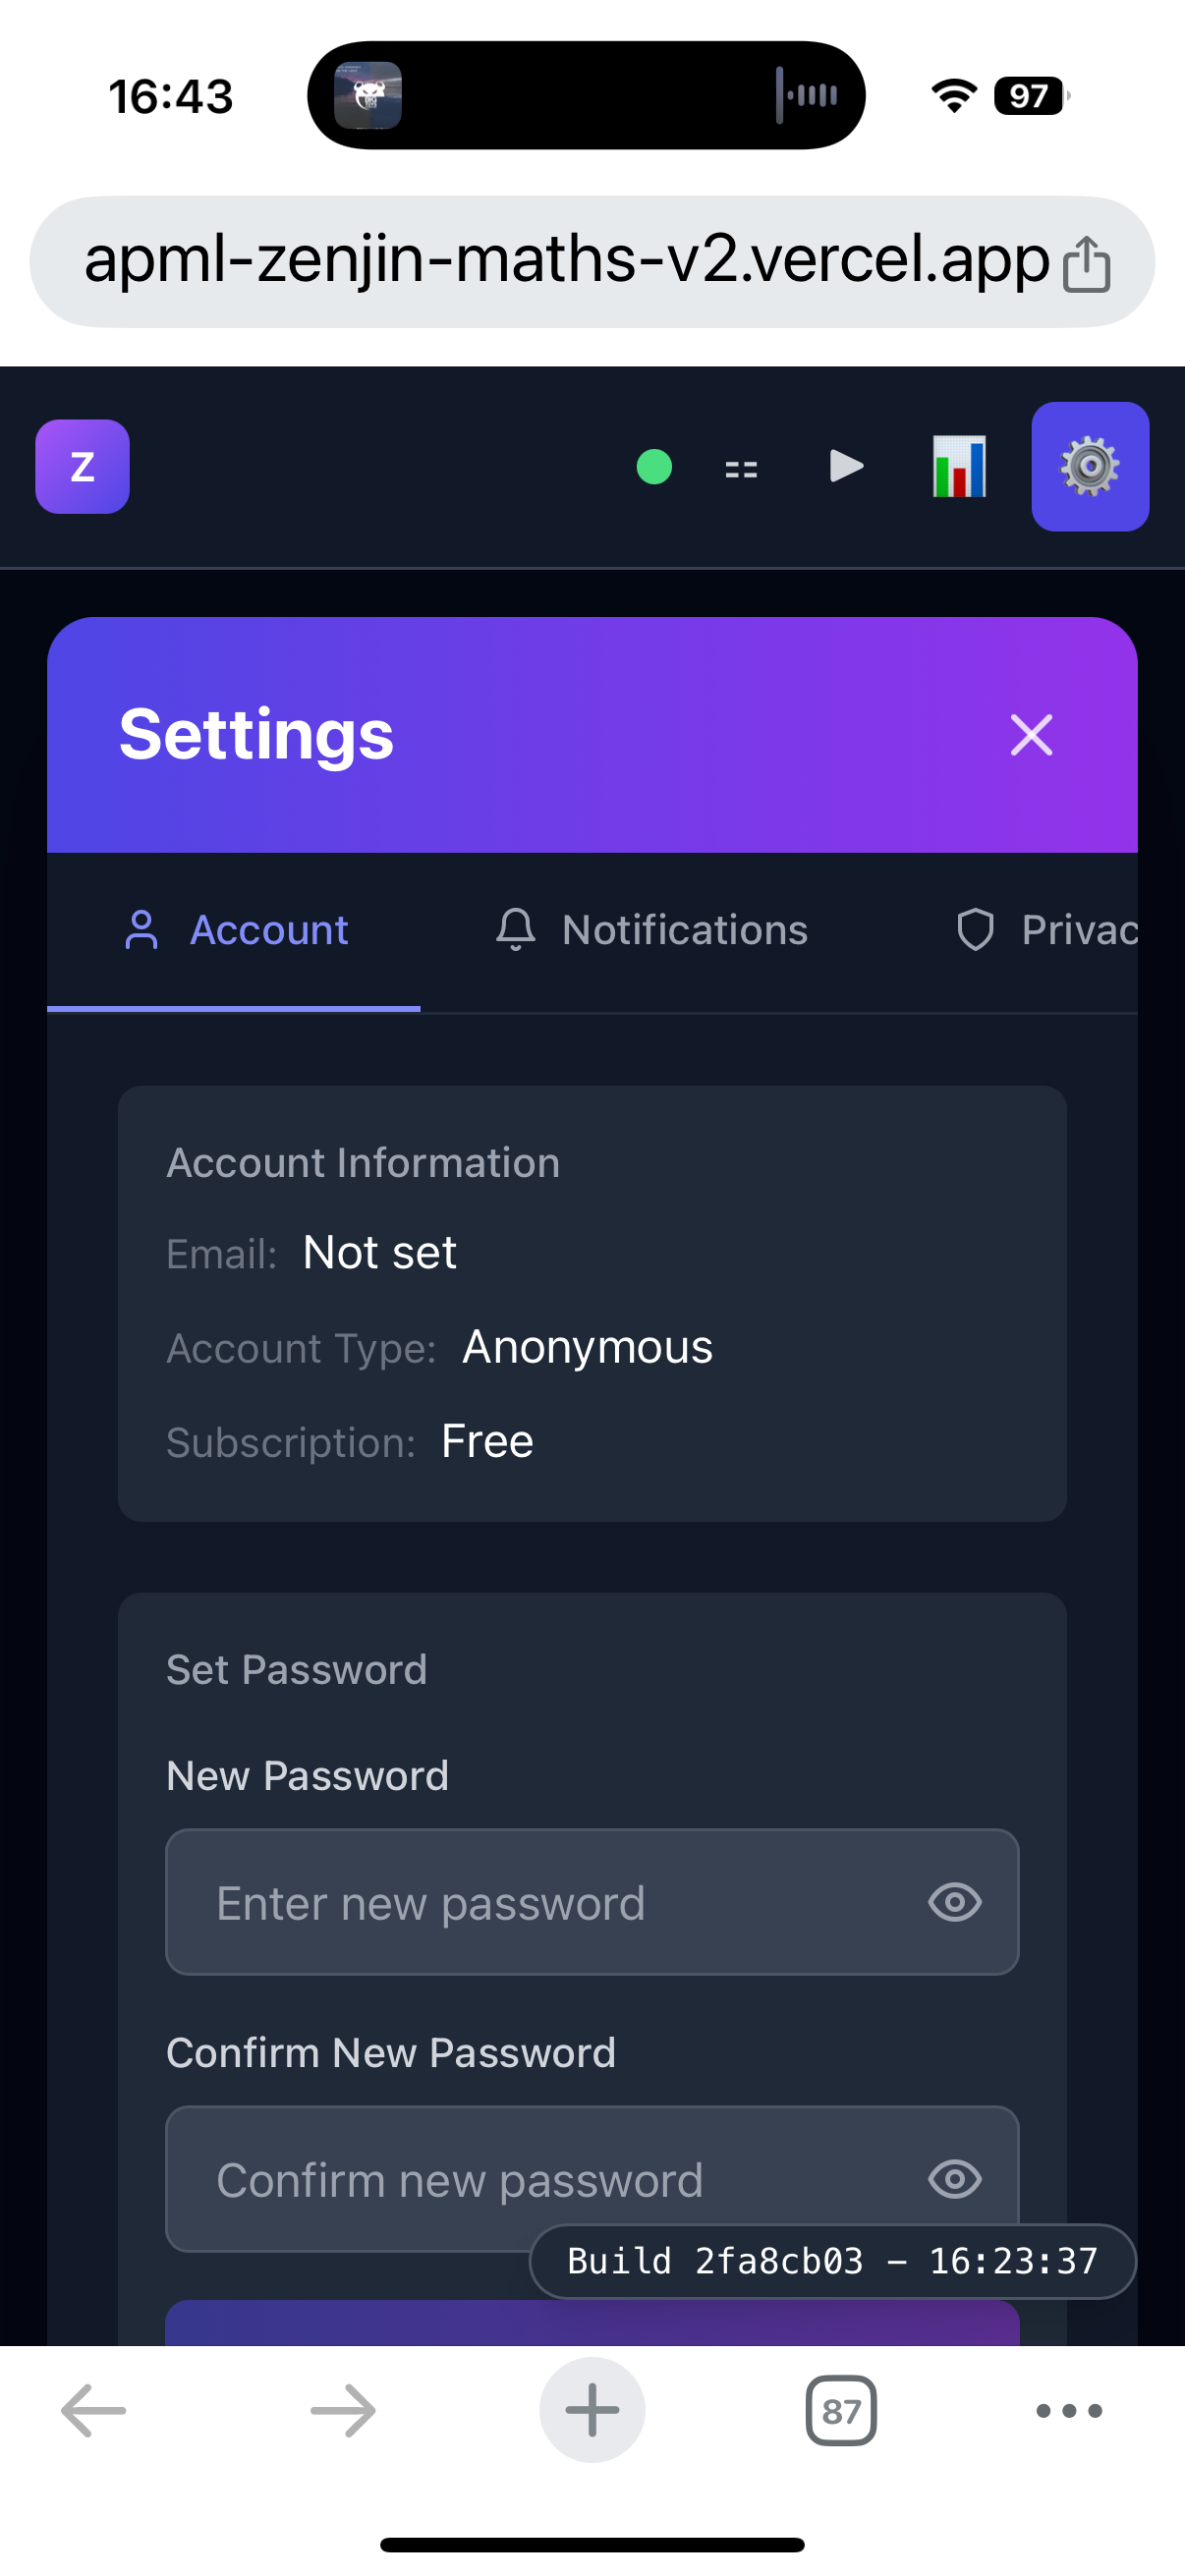 16:43
97
apml-zenjin-maths-v2.vercel.app
Z
Settings
Account
Notifications
Privac
Account Information
Email: Not set
Account Type: Anonymous
Subscription: Free
Set Password
New Password
Enter new password
Confirm New Password
Confirm new password
Build 2fa8cb03 – 16:23:37
87